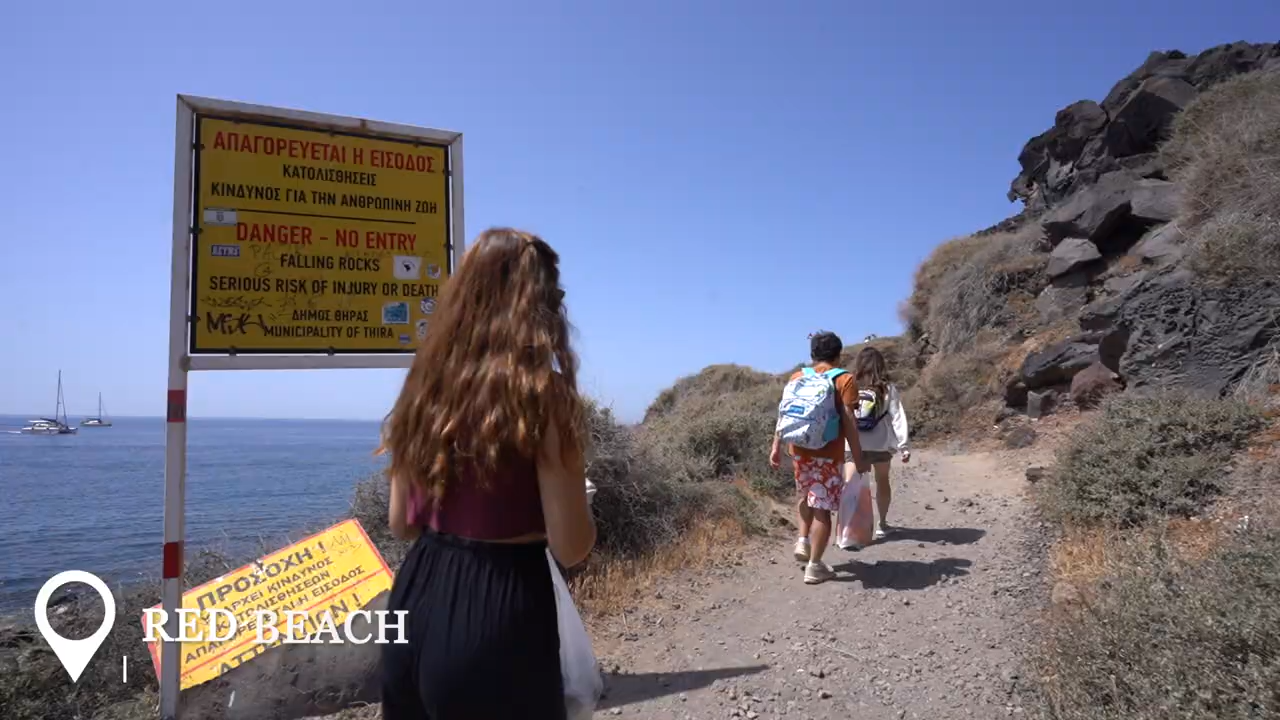 ΑΠΑΓΟΡΕΥΕΤΑΙ Η ΕΙΣΟΔΟΣ
ΚΑΤΟΛΙΣΘΗΣΕΙΣ
ΚΙΝΔΥΝΟΣ ΓΙΑ ΤΗΝ ΑΝΘΡΩΠΙΝΗ ΖΩΗ
DANGER - NO ENTRY
FALLING ROCKS
SERIOUS RISK OF INJURY OR DEATH
ΔΗΜΟΣ ΘΗΡΑΣ
MUNICIPALITY OF THIRA
ΠΡΟΣΟΧΗ !
ΚΙΝΔΥΝΟΣ
Η ΕΙΣΟΔΟΣ
RED BEACH